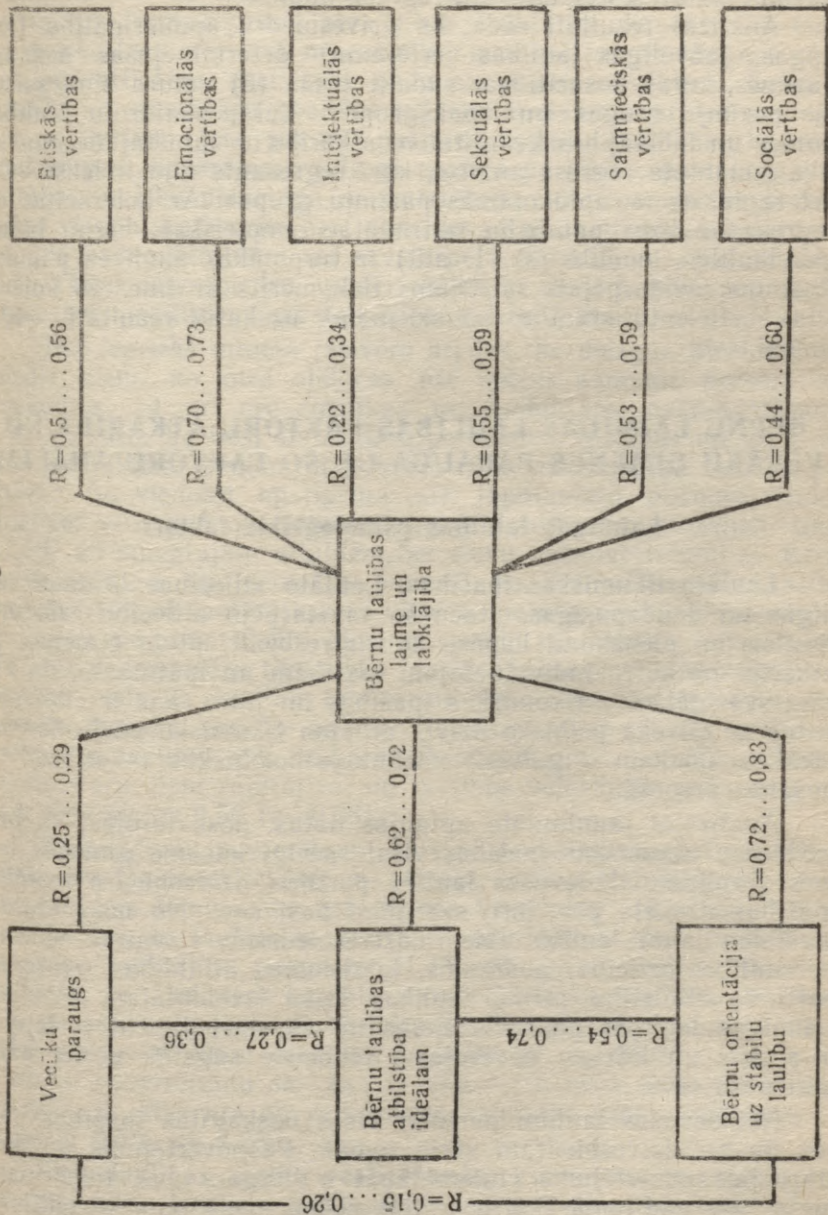 Vecāku
paraugs
R=0,25...0,29
R=0,27....0,36
Bērnu laulības
atbilstība
ideālam
R=0,62...0,72
R=0,54....0,74
Bērnu orientācija
uz stabilu
laulību
R=0,72...0,83
R=0,15....0,26
Bērnu laulības
laime un
labklājība
R=0,51...0,56
Ētiskās
vērtības
R=0,70...0,73
Emocionālās
vērtības
R=0,22...0,34
Intelektuālās
vērtības
R=0,55...0,59
Seksuālās
vērtības
R=0,53...0,59
Saimnieciskās
vērtības
R=0,44...0,60
Sociālās
vērtības